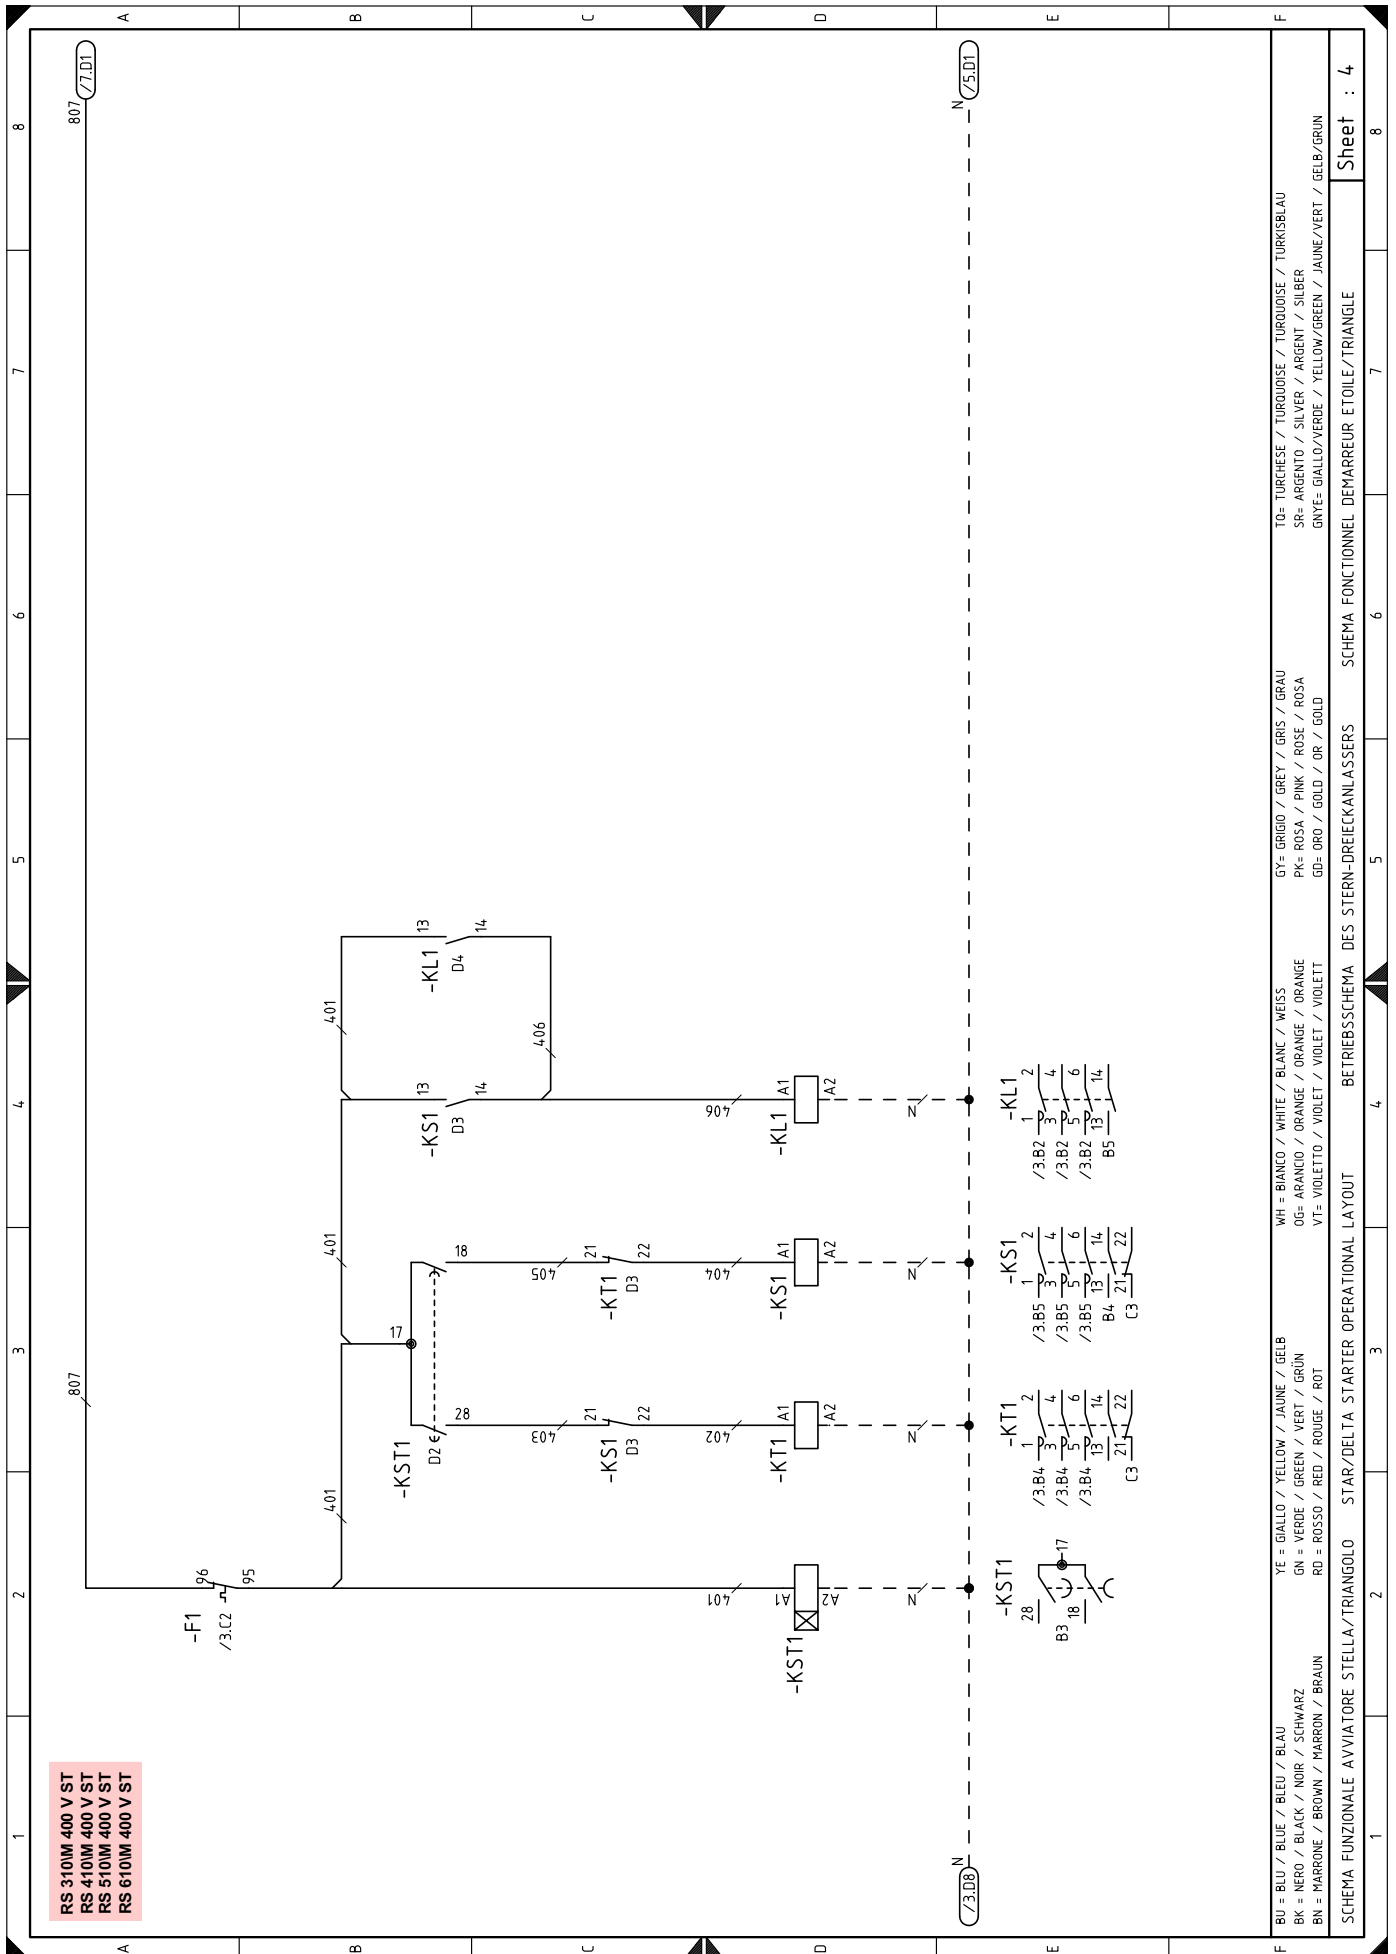 RS 310\M 400 V ST
RS 410\M 400 V ST
RS 510\M 400 V ST
RS 610\M 400 V ST
1
2
3
4
5
6
7
8
A
A
807
807
/7.D1
-F1
/3.C2
96
95
B
B
401
401
401
17
-KST1
D2
28
18
-KS1
D3
13
14
-KL1
D4
13
14
C
C
403
405
406
-KS1
D3
21
22
-KT1
D3
21
22
401
402
404
406
D
D
-KST1
A1
A2
-KT1
A1
A2
-KS1
A1
A2
-KL1
A1
A2
N
N
N
N
/3.D8
N
N
/5.D1
E
E
-KST1
28
B3
18
17
-KT1
/3.B4
1
2
/3.B4
3
4
/3.B4
5
6
13
14
C3
21
22
-KS1
/3.B5
1
2
/3.B5
3
4
/3.B5
5
6
B4
13
14
C3
21
22
-KL1
/3.B2
1
2
/3.B2
3
4
/3.B2
5
6
B5
13
14
F
F
BU = BLU / BLUE / BLEU / BLAU
BK = NERO / BLACK / NOIR / SCHWARZ
BN = MARRONE / BROWN / MARRON / BRAUN
YE = GIALLO / YELLOW / JAUNE / GELB
GN = VERDE / GREEN / VERT / GRÜN
RD = ROSSO / RED / ROUGE / ROT
WH = BIANCO / WHITE / BLANC / WEISS
OG= ARANCIO / ORANGE / ORANGE / ORANGE
VT= VIOLETTO / VIOLET / VIOLET / VIOLETT
GY= GRIGIO / GREY / GRIS / GRAU
PK= ROSA / PINK / ROSE / ROSA
GD= ORO / GOLD / OR / GOLD
TQ= TURCHESE / TURQUOISE / TURQUOISE / TURKISBLAU
SR= ARGENTO / SILVER / ARGENT / SILBER
GNYE= GIALLO/VERDE / YELLOW/GREEN / JAUNE/VERT / GELB/GRUN
SCHEMA FUNZIONALE AVVIATORE STELLA/TRIANGOLO STAR/DELTA STARTER OPERATIONAL LAYOUT BETRIEBSSCHEMA DES STERN-DREIECKANLASSERS SCHEMA FONCTIONNEL DEMARREUR ETOILE/TRIANGLE
Sheet : 4
1
2
3
4
5
6
7
8